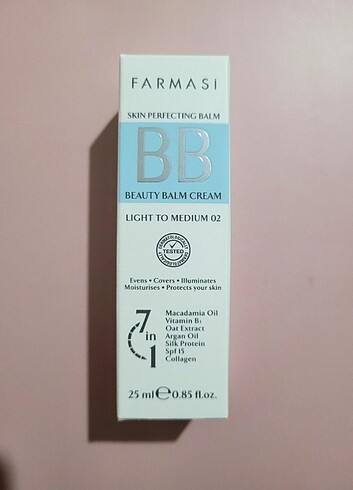 FARMASİ
SKIN PERFECTING BALM
BB
BEAUTY BALM CREAM
LIGHT TO MEDIUM 02
DERMATOLOGICALLY
TESTED
Evens • Covers • Illuminates
Moisturises • Protects your skin
7 in 1
Macadamia Oil
Vitamin B5
Oat Extract
Argan Oil
Silk Protein
Spf 15
Collagen
25 ml ℮ 0.85 fl.oz.